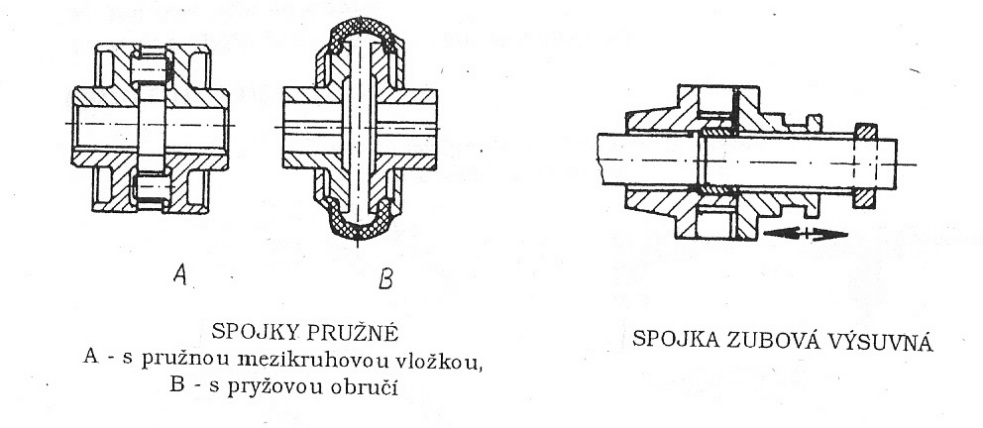 A
B
SPOJKY PRUŽNÉ
A - s pružnou mezikruhovou vložkou,
B - s pryžovou obručí
SPOJKA ZUBOVÁ VÝSUVNÁ